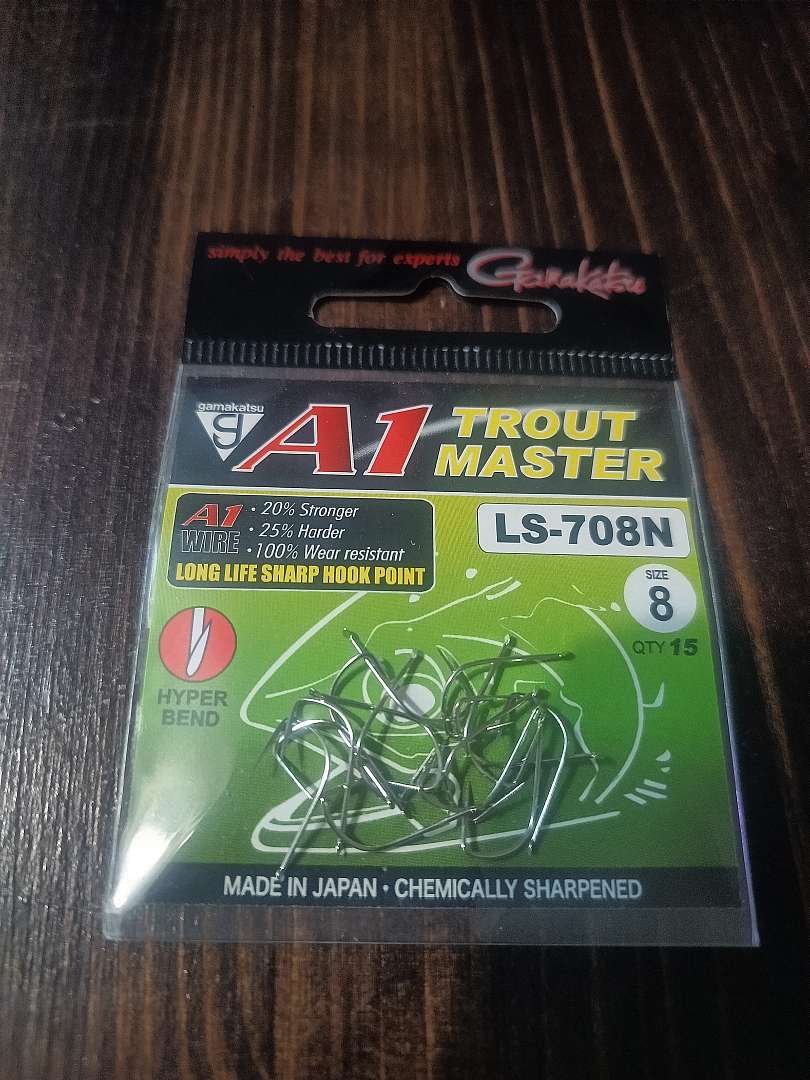 simply the best for experts Gamakatsu
gamakatsu
G
A1 TROUT
MASTER
A1
WIRE
• 20% Stronger
• 25% Harder
• 100% Wear resistant
LONG LIFE SHARP HOOK POINT
LS-708N
SIZE
8
QTY 15
HYPER
BEND
MADE IN JAPAN • CHEMICALLY SHARPENED